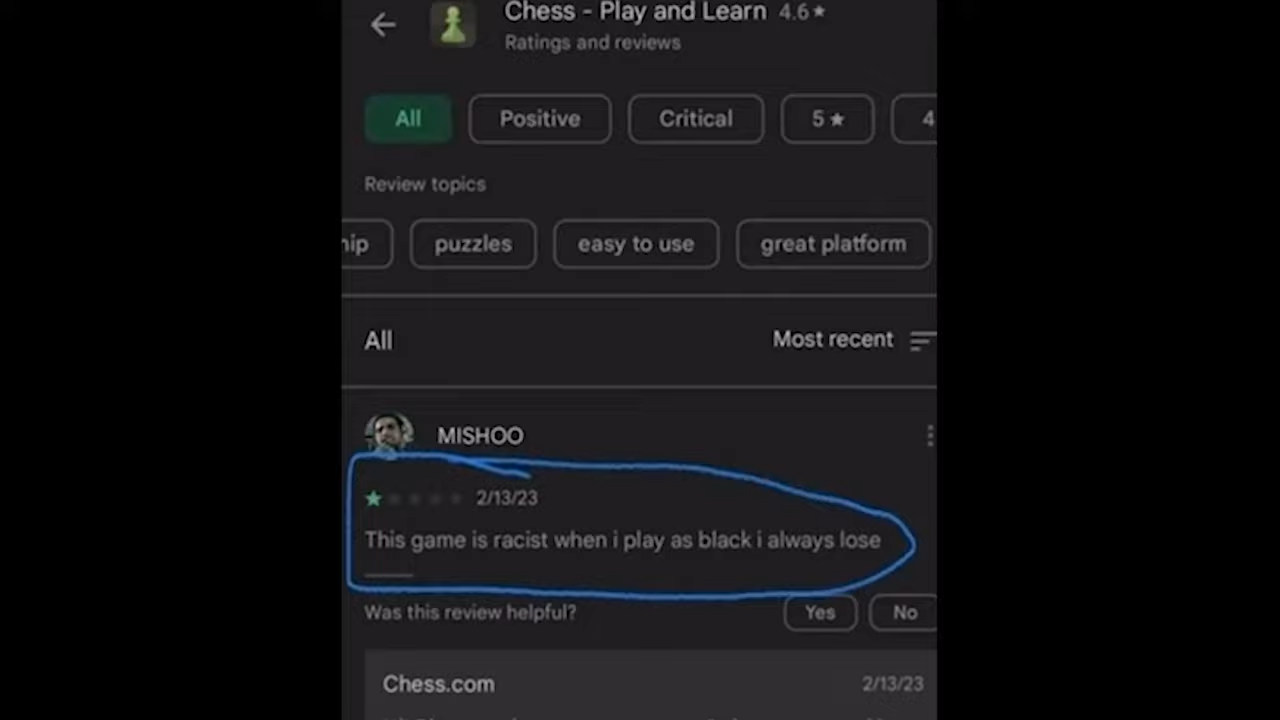 Chess - Play and Learn 4.6★
Ratings and reviews
All Positive Critical 5★ 4
Review topics
puzzles easy to use great platform
All Most recent
MISHOO
2/13/23
This game is racist when i play as black i always lose
Was this review helpful? Yes No
Chess.com 2/13/23